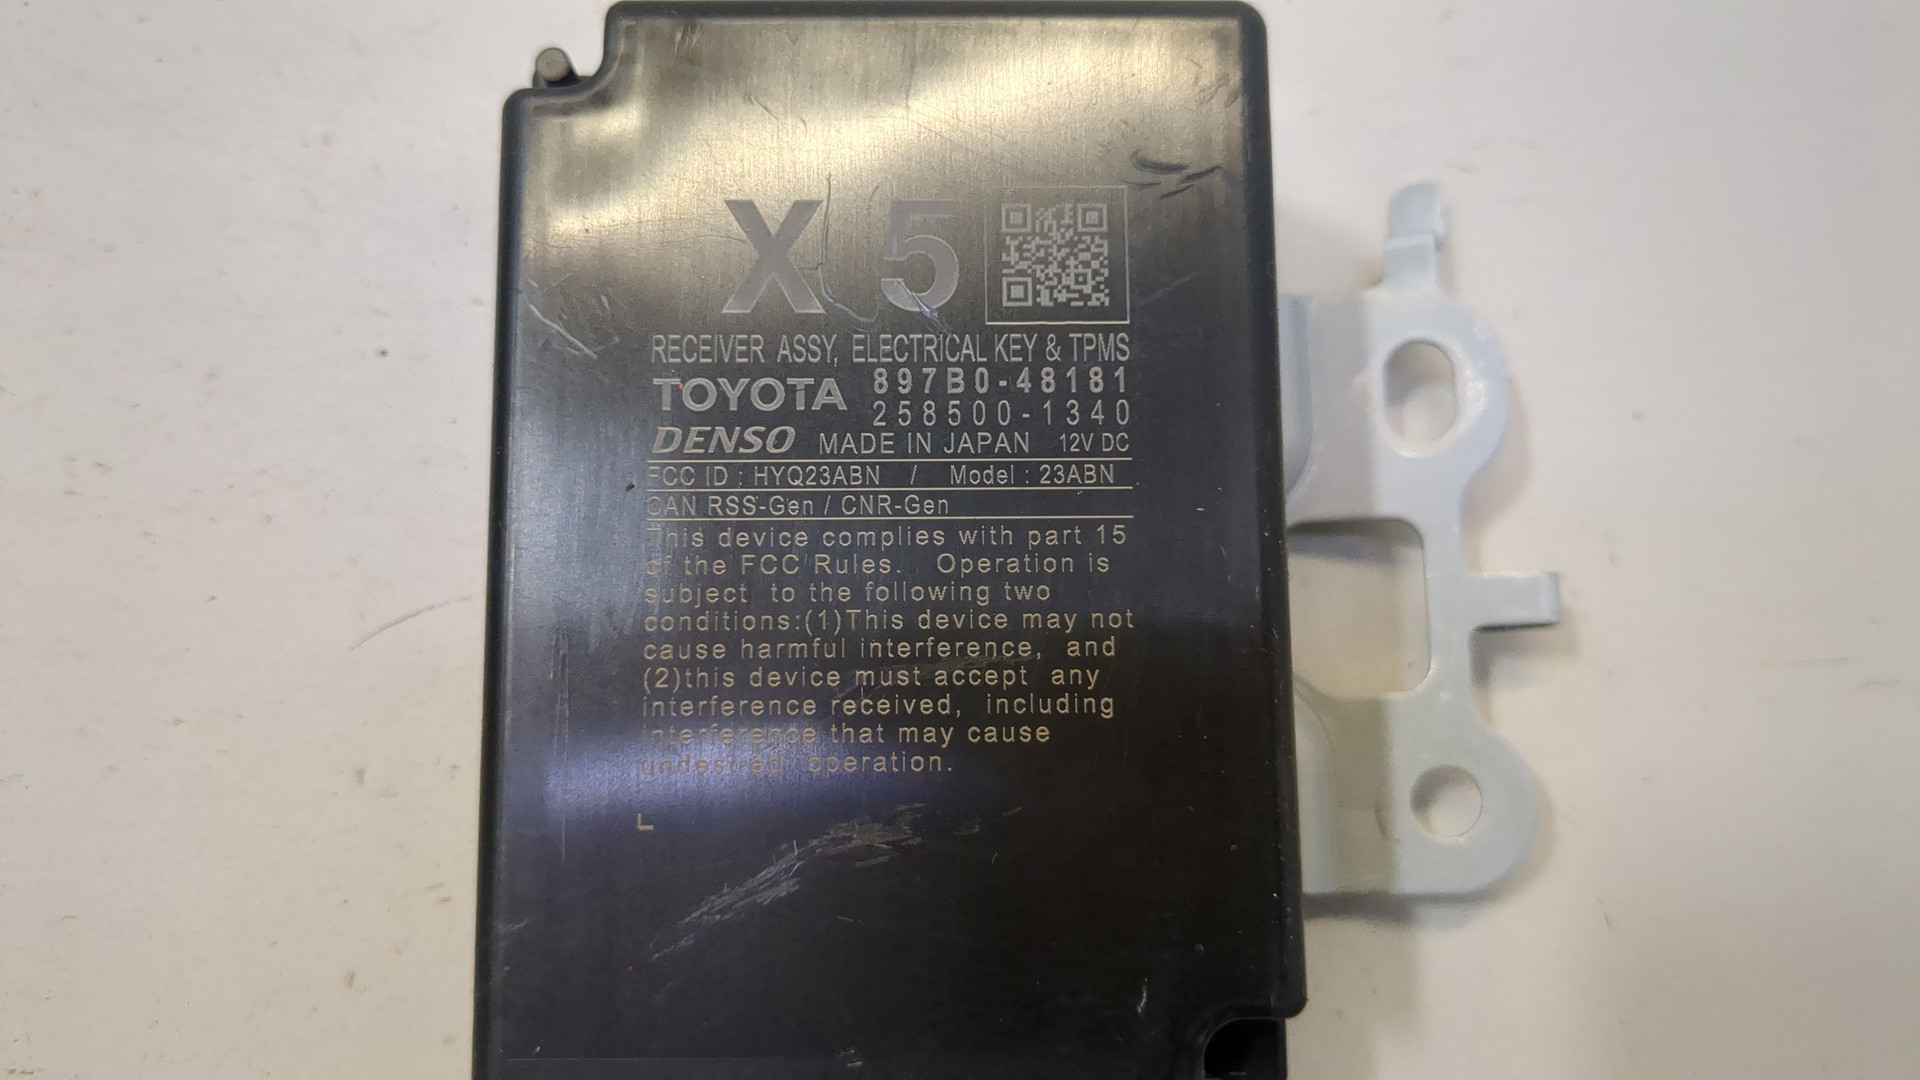 X 5
RECEIVER ASSY, ELECTRICAL KEY & TPMS
TOYOTA 897B0-48181
258500-1340
DENSO MADE IN JAPAN 12V DC
FCC ID : HYQ23ABN / Model : 23ABN
CAN RSS-Gen / CNR-Gen
This device complies with part 15
of the FCC Rules. Operation is
subject to the following two
conditions:(1)This device may not
cause harmful interference, and
(2)this device must accept any
interference received, including
interference that may cause
undesired operation.
L